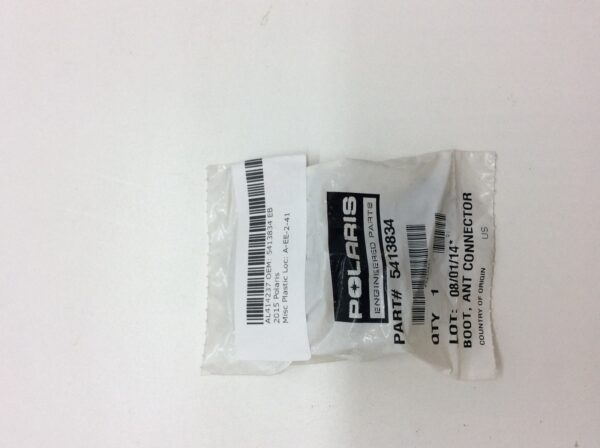 AL414237 OEM: 5413834 EB
2015 Polaris
Misc Plastic Loc: A-EE-2-41
POLARIS
ENGINEERED PARTS
PART# 5413834
QTY 1
LOT: 08/01/14*
BOOT, ANT CONNECTOR
COUNTRY OF ORIGIN US